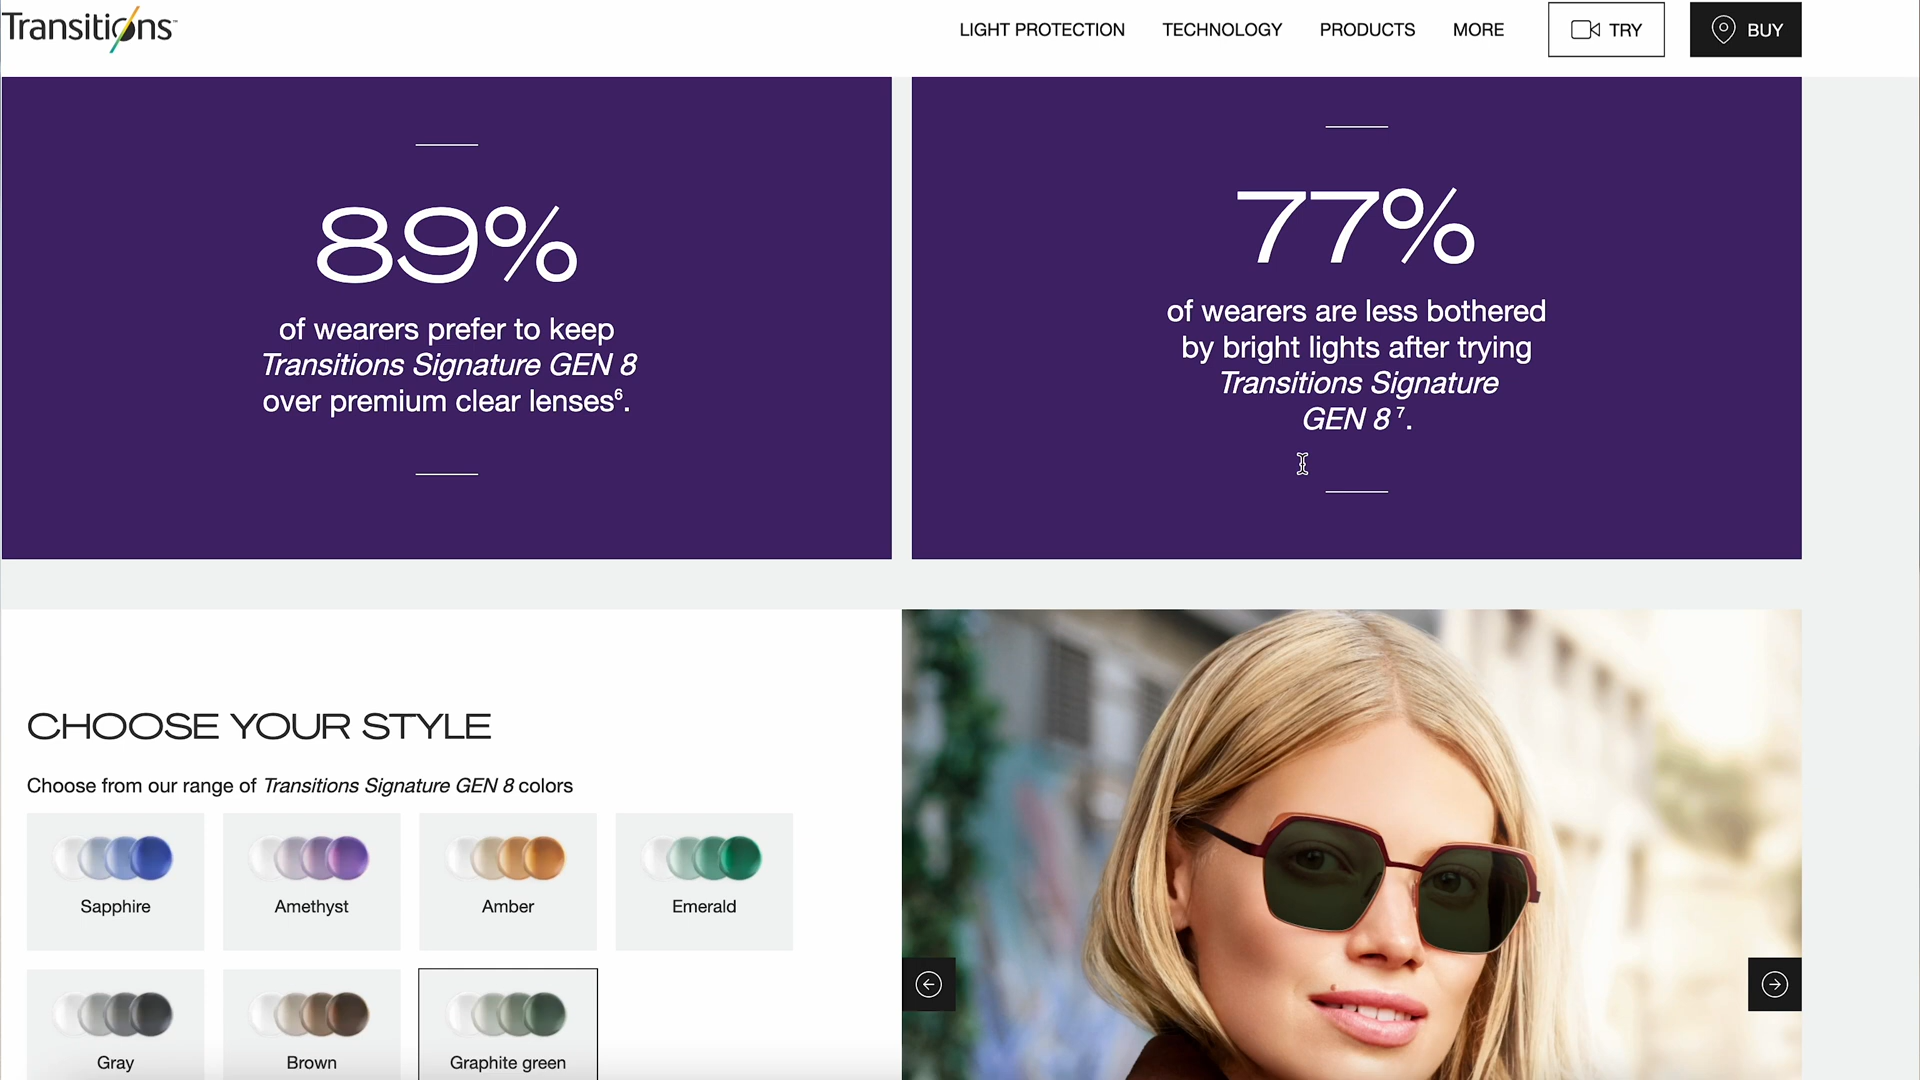 Transitions™
LIGHT PROTECTION
TECHNOLOGY
PRODUCTS
MORE
TRY
BUY
89%
of wearers prefer to keep
Transitions Signature GEN 8
over premium clear lenses⁶.
77%
of wearers are less bothered
by bright lights after trying
Transitions Signature
GEN 8 ⁷.
CHOOSE YOUR STYLE
Choose from our range of Transitions Signature GEN 8 colors
Sapphire
Amethyst
Amber
Emerald
Gray
Brown
Graphite green